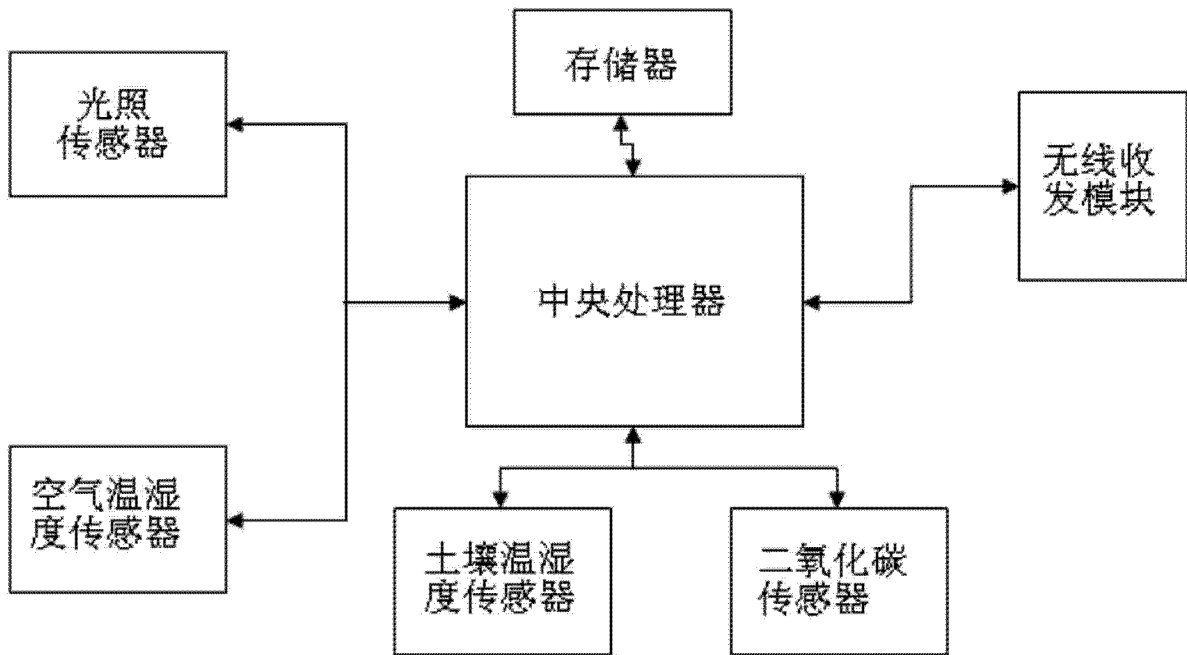 存储器
光照
传感器
无线收
发模块
中央处理器
空气温湿
度传感器
土壤温湿
度传感器
二氧化碳
传感器